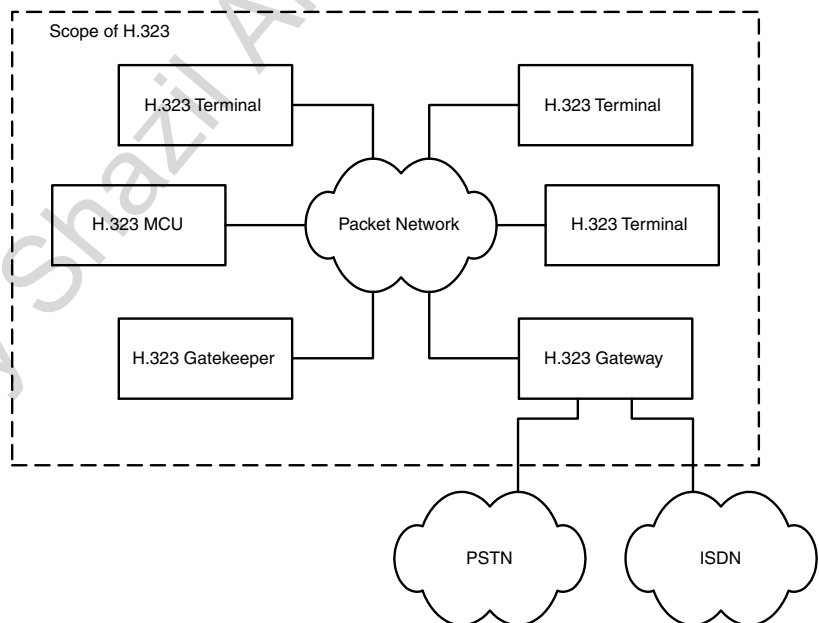 Scope of H.323
H.323 Terminal
H.323 Terminal
H.323 MCU
Packet Network
H.323 Terminal
H.323 Gatekeeper
H.323 Gateway
PSTN
ISDN
y Shazil A